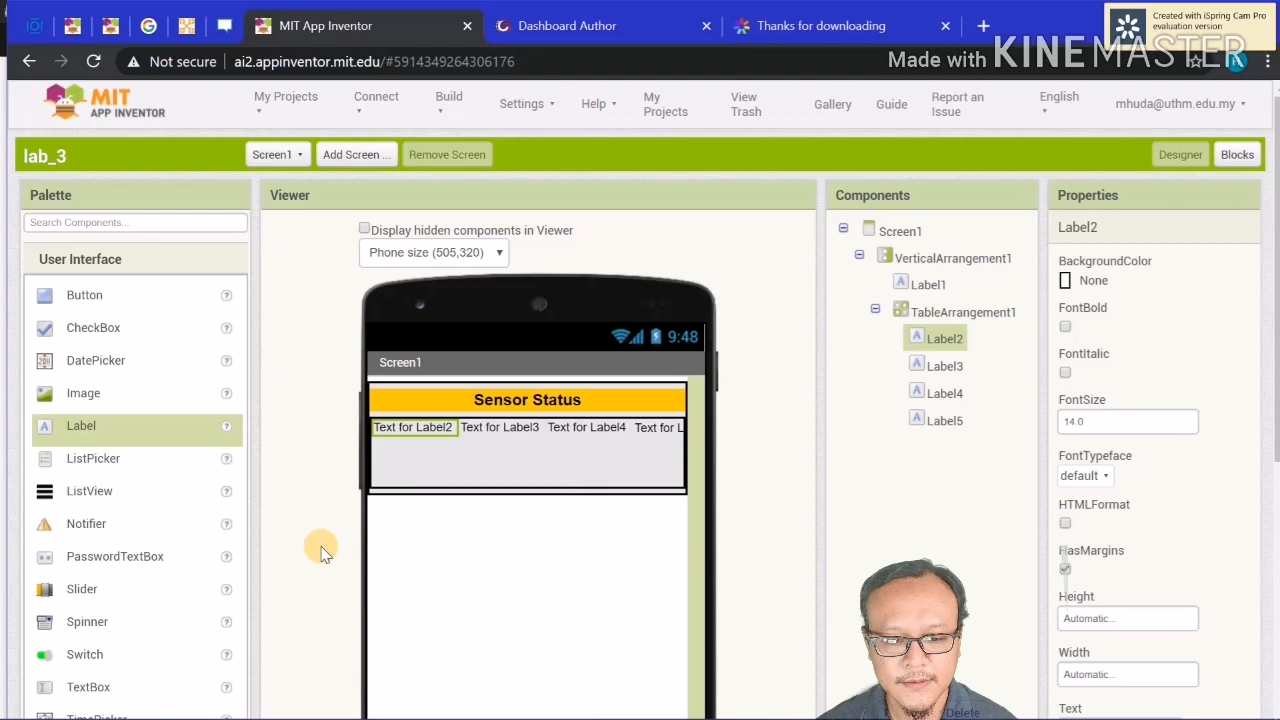 MIT App Inventor
Dashboard Author
Thanks for downloading
Created with iSpring Cam Pro
evaluation version
Not secure
ai2.appinventor.mit.edu/#5914349264306176
Made with KINEMASTER
MIT
APP INVENTOR
My Projects
Connect
Build
Settings
Help
My Projects
View Trash
Gallery
Guide
Report an Issue
English
mhuda@uthm.edu.my
lab_3
Screen1
Add Screen ...
Remove Screen
Designer
Blocks
Palette
Search Components...
User Interface
Button
CheckBox
DatePicker
Image
Label
ListPicker
ListView
Notifier
PasswordTextBox
Slider
Spinner
Switch
TextBox
TimePicker
Viewer
Display hidden components in Viewer
Phone size (505,320)
9:48
Screen1
Sensor Status
Text for Label2 Text for Label3 Text for Label4 Text for L
Components
Screen1
VerticalArrangement1
Label1
TableArrangement1
Label2
Label3
Label4
Label5
Delete
Properties
Label2
BackgroundColor
None
FontBold
FontItalic
FontSize
14.0
FontTypeface
default
HTMLFormat
HasMargins
Height
Automatic...
Width
Automatic...
Text